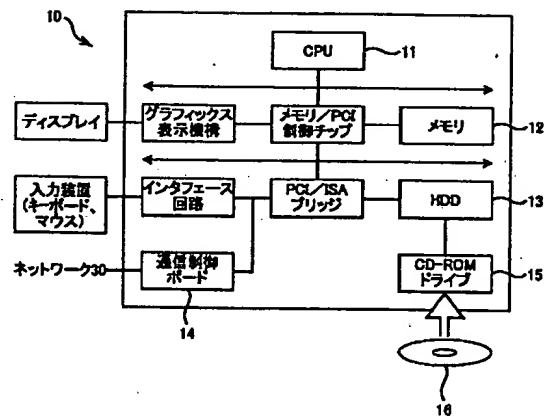 10
CPU
11
ディスプレイ
グラフィックス
表示機構
メモリ/PCI
制御チップ
メモリ
12
入力装置
(キーボード、
マウス)
インタフェース
回路
PCI/ISA
ブリッジ
HDD
13
ネットワーク30
通信制御
ボード
14
CD-ROM
ドライブ
15
16